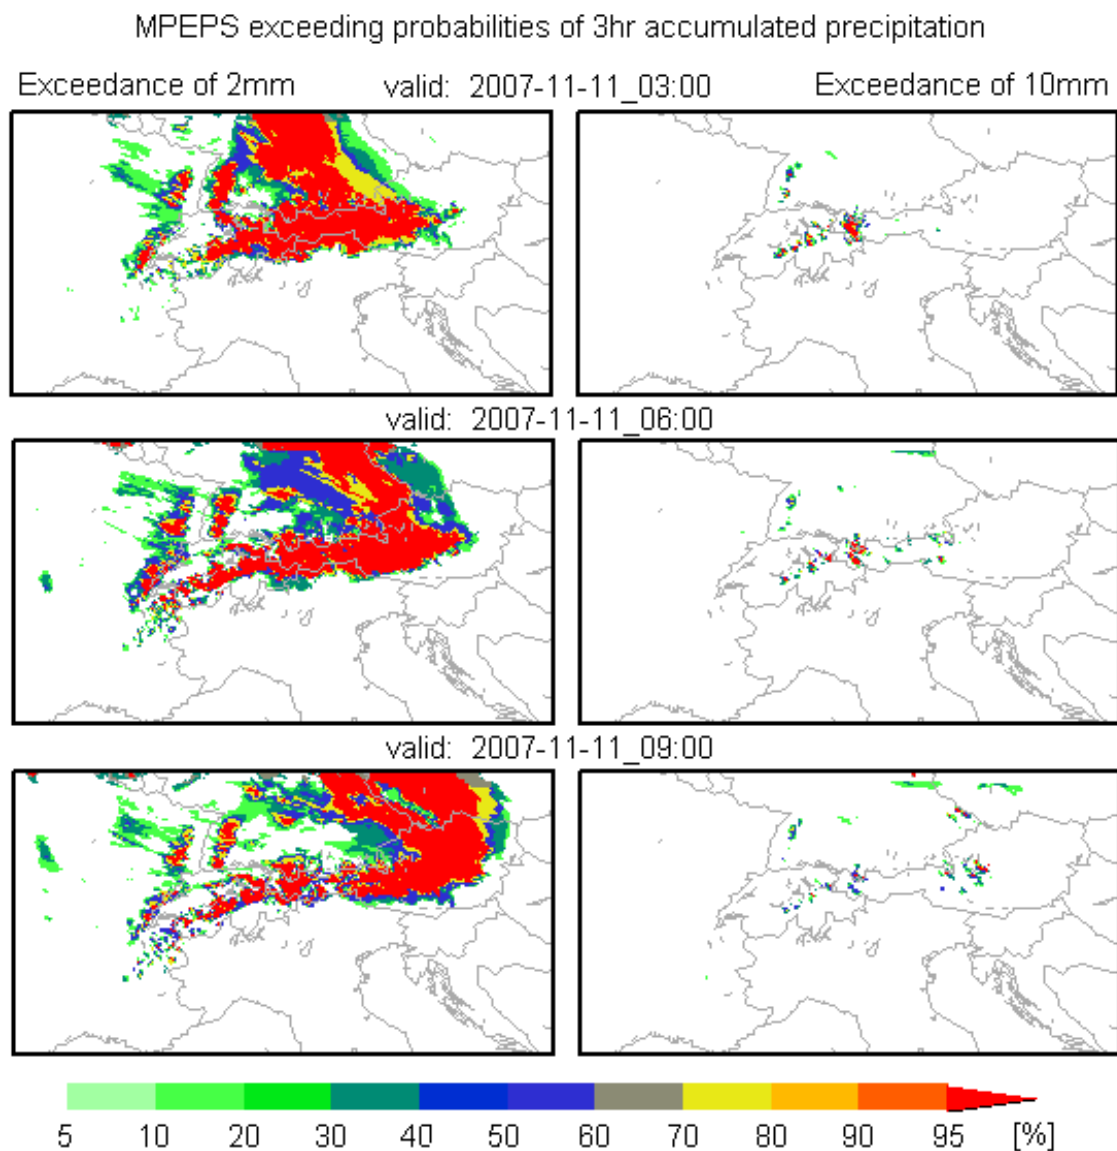 MPEPS exceeding probabilities of 3hr accumulated precipitation
Exceedance of 2mm valid: 2007-11-11_03:00 Exceedance of 10mm
valid: 2007-11-11_06:00
valid: 2007-11-11_09:00
5 10 20 30 40 50 60 70 80 90 95 [%]